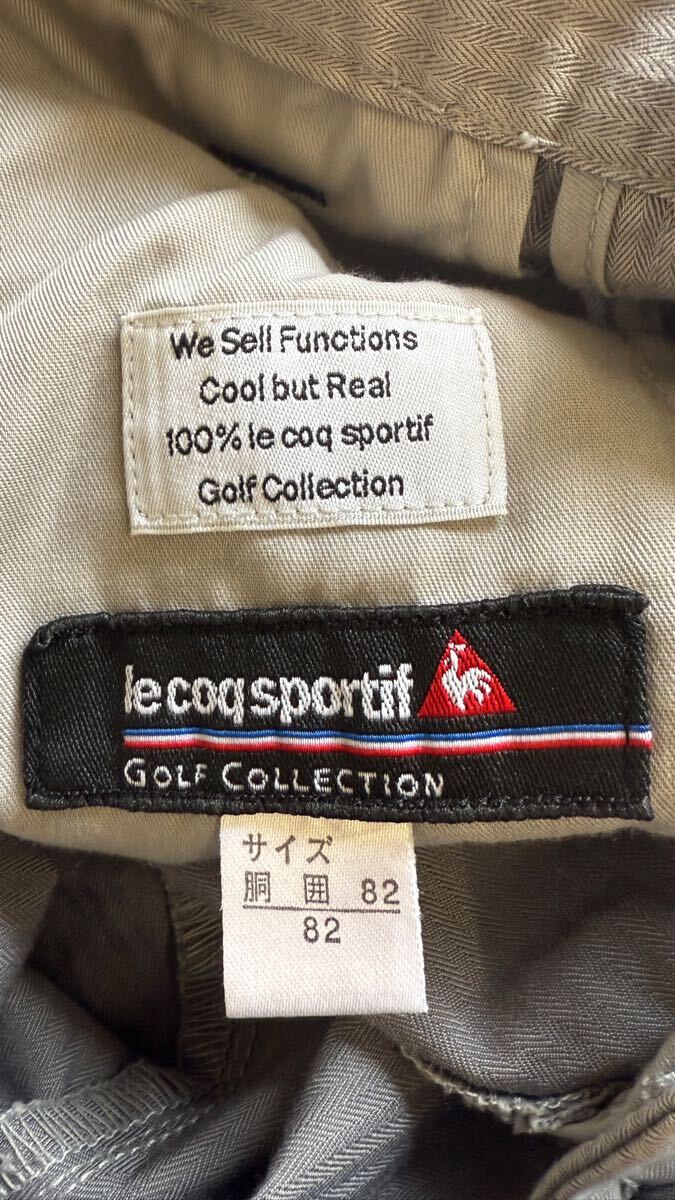 We Sell Functions
Cool but Real
100% le coq sportif
Golf Collection
le coq sportif
GOLF COLLECTION
サイズ
胴 囲 82
82